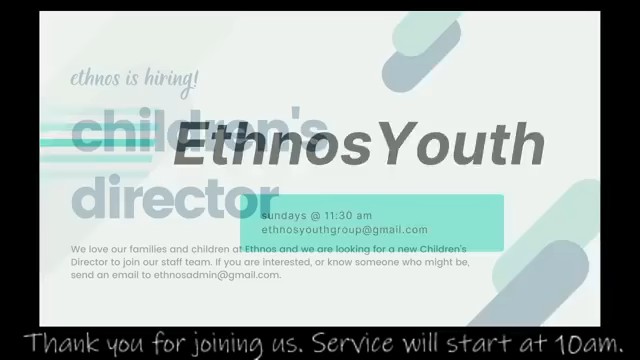 ethnos is hiring!
children's
director
EthnosYouth
sundays @ 11:30 am
ethnosyouthgroup@gmail.com
We love our families and children at Ethnos and we are looking for a new Children's
Director to join our staff team. If you are interested, or know someone who might be,
send an email to ethnosadmin@gmail.com.
Thank you for joining us. Service will start at 10am.